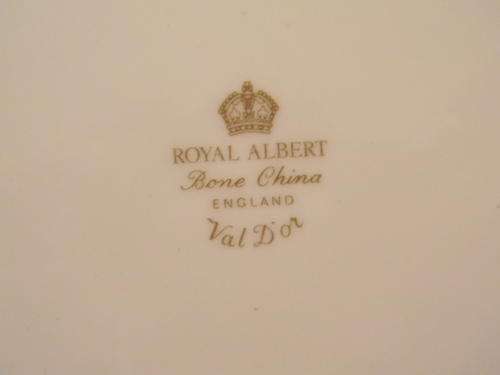 ROYAL ALBERT
Bone China
ENGLAND
Val D'or